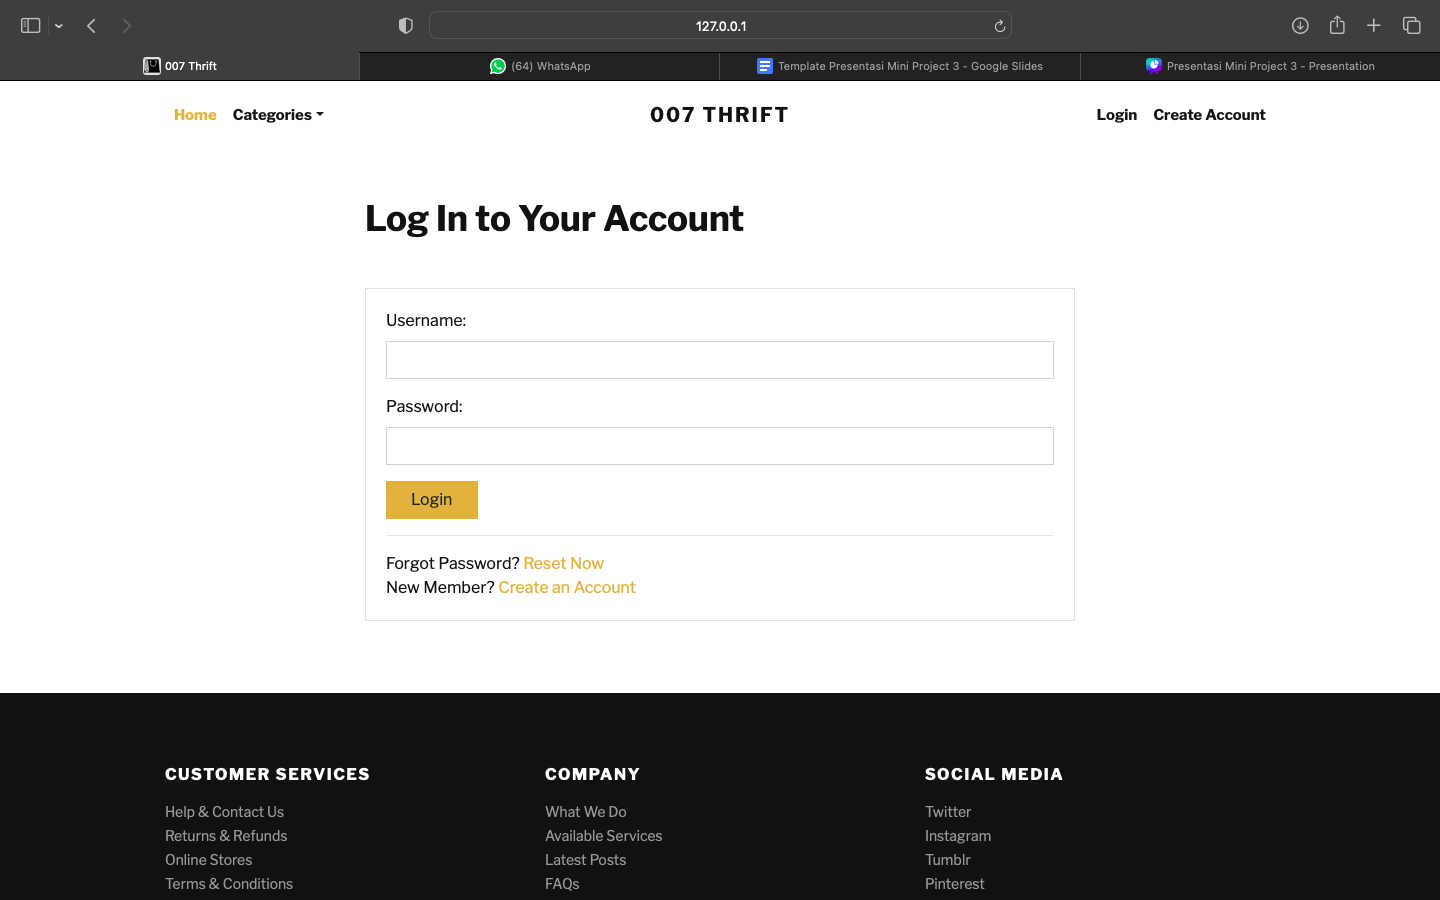 127.0.0.1
007 Thrift
(64) WhatsApp
Template Presentasi Mini Project 3 - Google Slides
Presentasi Mini Project 3 - Presentation
Home Categories
007 THRIFT
Login Create Account
Log In to Your Account
Username:
Password:
Login
Forgot Password? Reset Now
New Member? Create an Account
CUSTOMER SERVICES
Help & Contact Us
Returns & Refunds
Online Stores
Terms & Conditions
COMPANY
What We Do
Available Services
Latest Posts
FAQs
SOCIAL MEDIA
Twitter
Instagram
Tumblr
Pinterest